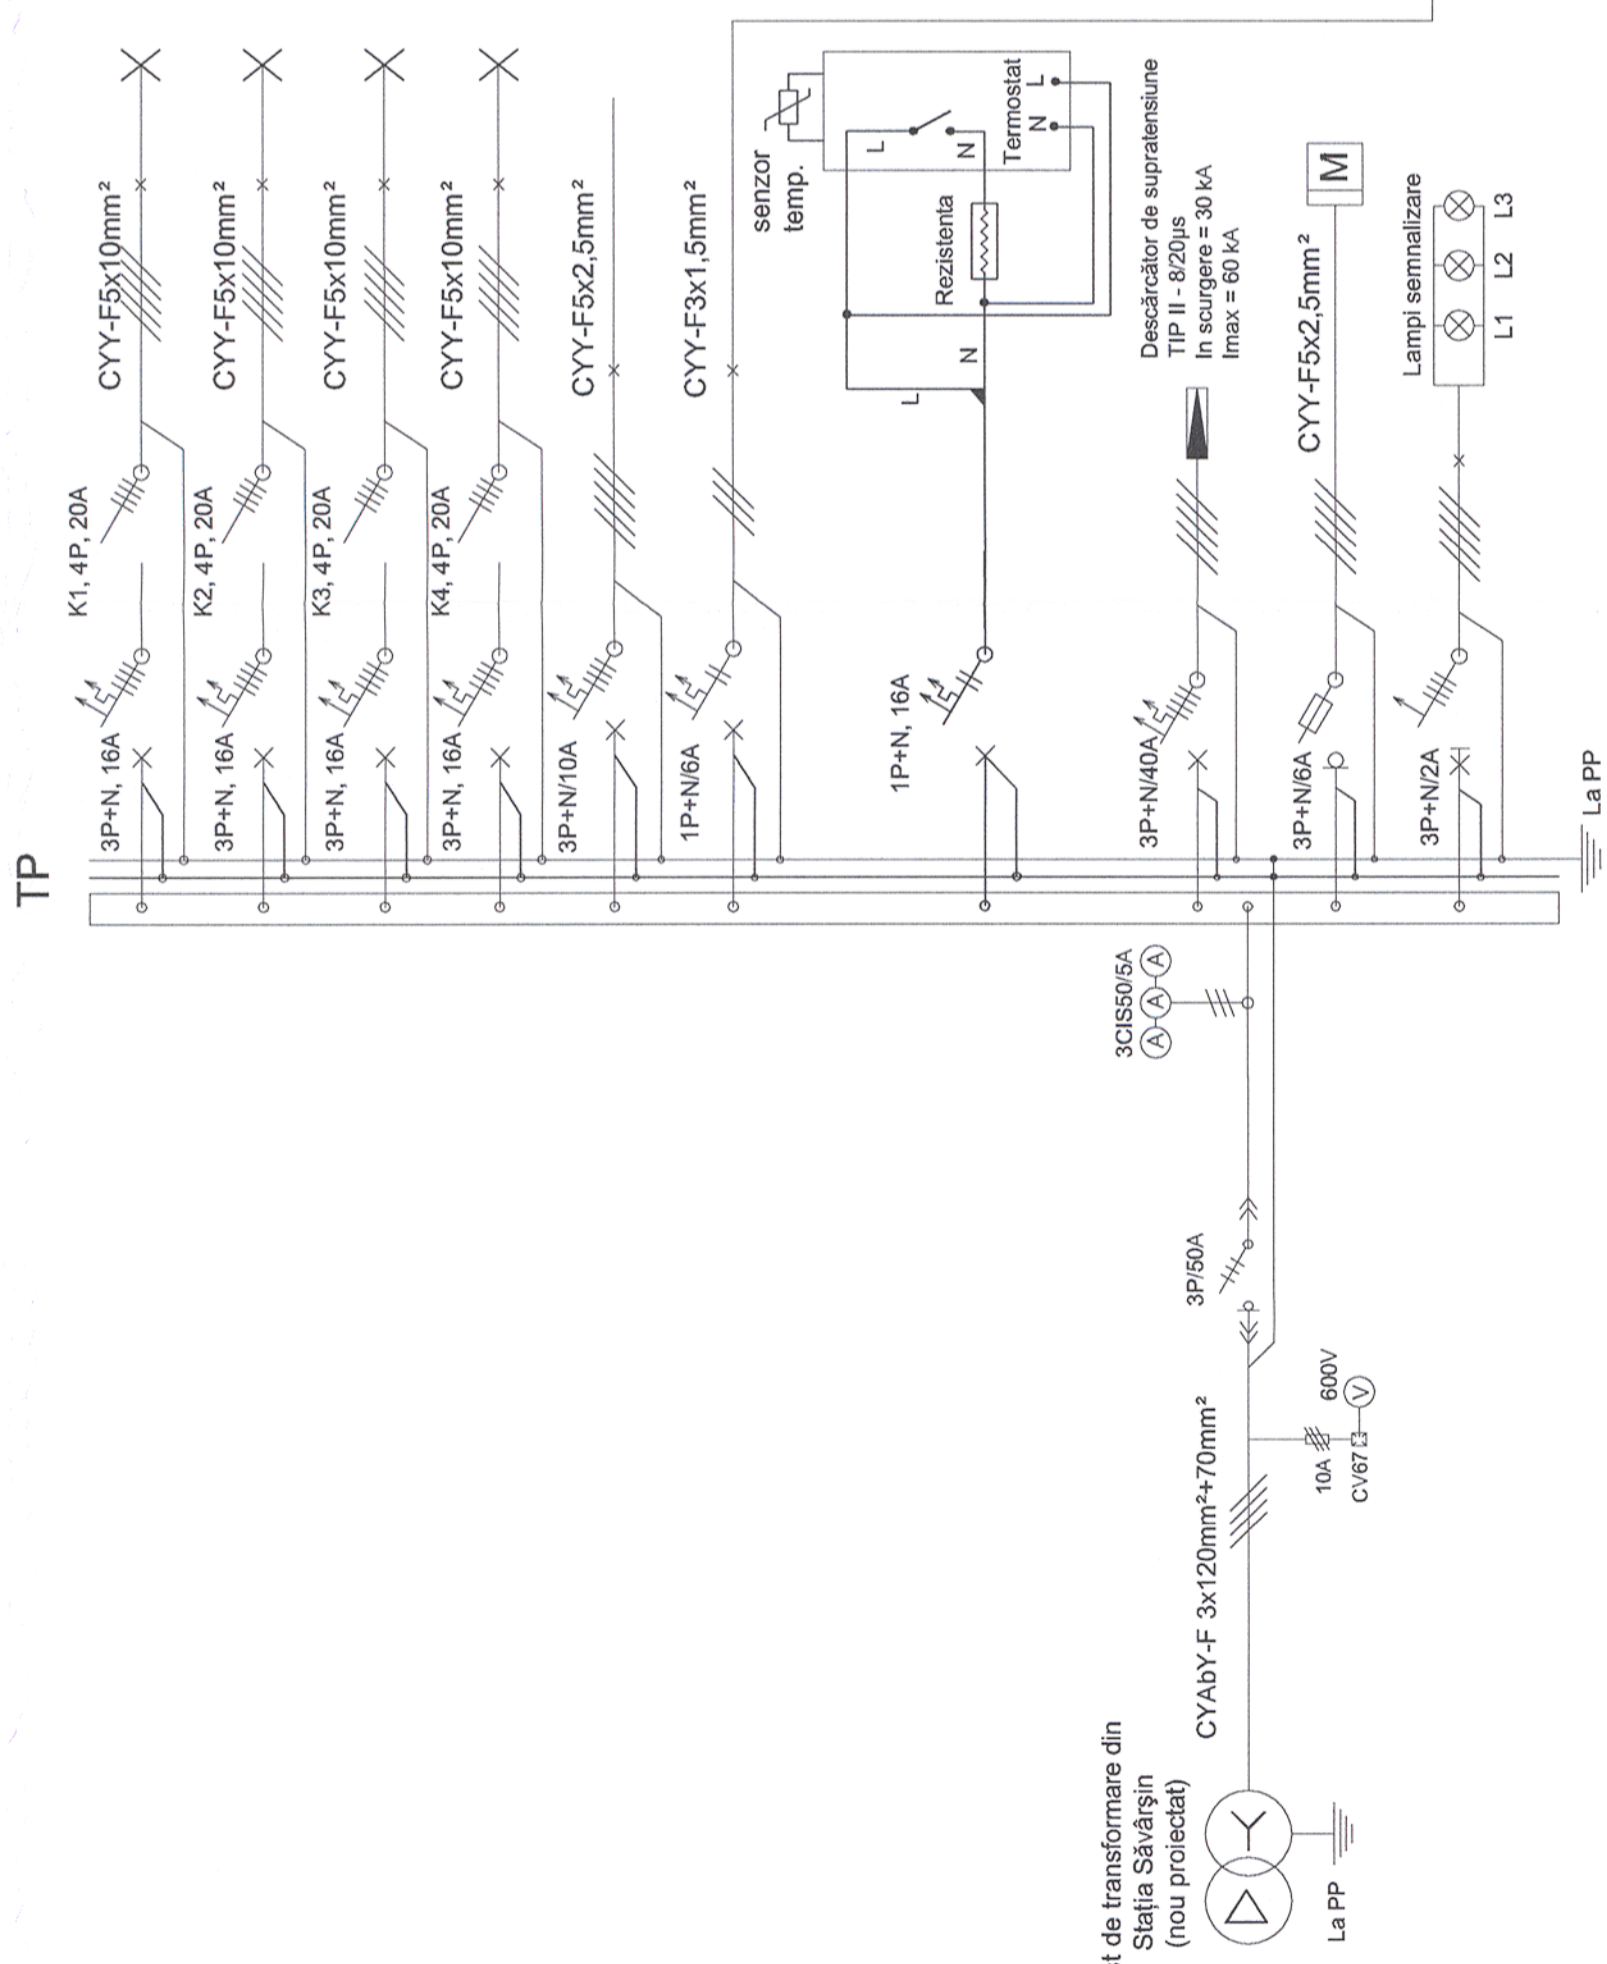 TP
K1, 4P, 20A
3P+N, 16A
CYY-F5x10mm²
K2, 4P, 20A
3P+N, 16A
CYY-F5x10mm²
K3, 4P, 20A
3P+N, 16A
CYY-F5x10mm²
K4, 4P, 20A
3P+N, 16A
CYY-F5x10mm²
3P+N/10A
CYY-F5x2,5mm²
1P+N/6A
CYY-F3x1,5mm²
senzor
temp.
1P+N, 16A
L
N
Rezistenta
L
N
Termostat
N
L
3P+N/40A
Descărcător de supratensiune
TIP II - 8/20µs
In scurgere = 30 kA
Imax = 60 kA
3P+N/6A
CYY-F5x2,5mm²
M
3P+N/2A
Lampi semnalizare
L1 L2 L3
La PP
3CIS50/5A
A A A
3P/50A
CYAbY-F 3x120mm²+70mm²
10A
600V
CV67
V
t de transformare din
Stația Săvârşin
(nou proiectat)
La PP